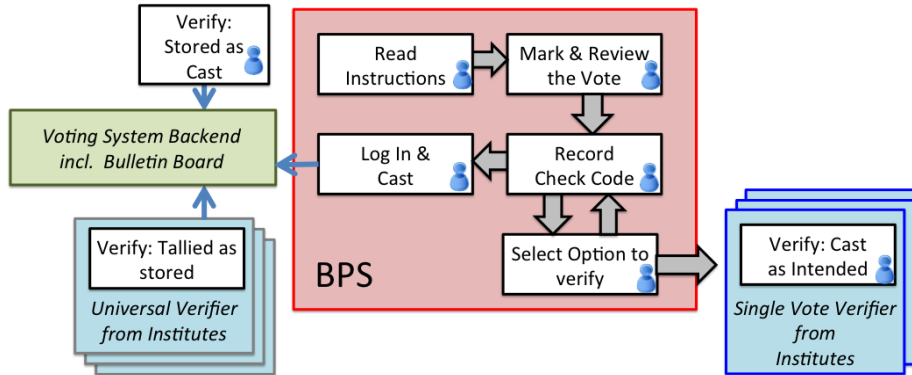 Verify:
Stored as
Cast
Voting System Backend
incl.  Bulletin Board
Verify: Tallied as
stored
Universal Verifier
from Institutes
Read
Instructions
Mark & Review
the Vote
Log In &
Cast
Record
Check Code
Select Option to
verify
BPS
Verify: Cast
as Intended
Single Vote Verifier
from
Institutes